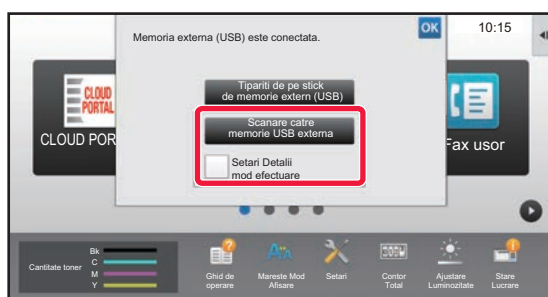 Memoria externa (USB) este conectata.
OK
10:15
Tipariti de pe stick
de memorie extern (USB)
Scanare catre
memorie USB externa
Setari Detalii
mod efectuare
CLOUD
PORTAL
CLOUD POR
Fax usor
Cantitate toner
Bk
C
M
Y
Ghid de
operare
Mareste Mod
Afisare
Setari
Contor
Total
Ajustare
Luminozitate
Stare
Lucrare